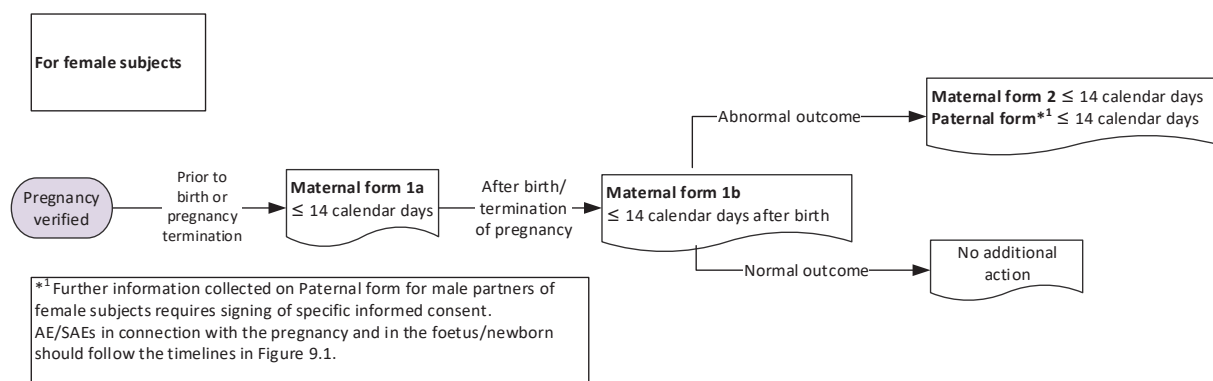 For female subjects
Maternal form 2 ≤ 14 calendar days
Paternal form*¹ ≤ 14 calendar days
Abnormal outcome
Pregnancy
verified
Prior to
birth or
pregnancy
termination
Maternal form 1a
≤ 14 calendar days
After birth/
termination
of pregnancy
Maternal form 1b
≤ 14 calendar days after birth
Normal outcome
No additional
action
*¹ Further information collected on Paternal form for male partners of
female subjects requires signing of specific informed consent.
AE/SAEs in connection with the pregnancy and in the foetus/newborn
should follow the timelines in Figure 9.1.